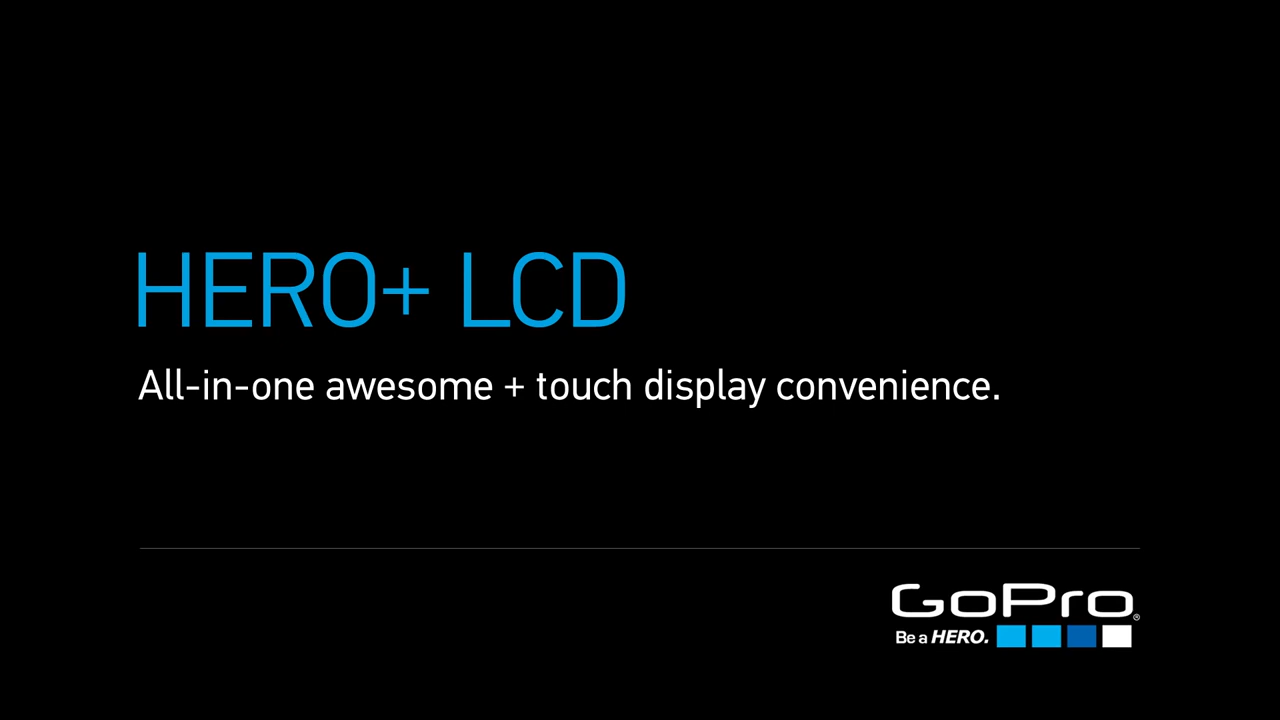 HERO+ LCD
All-in-one awesome + touch display convenience.
GoPro®
Be a HERO.